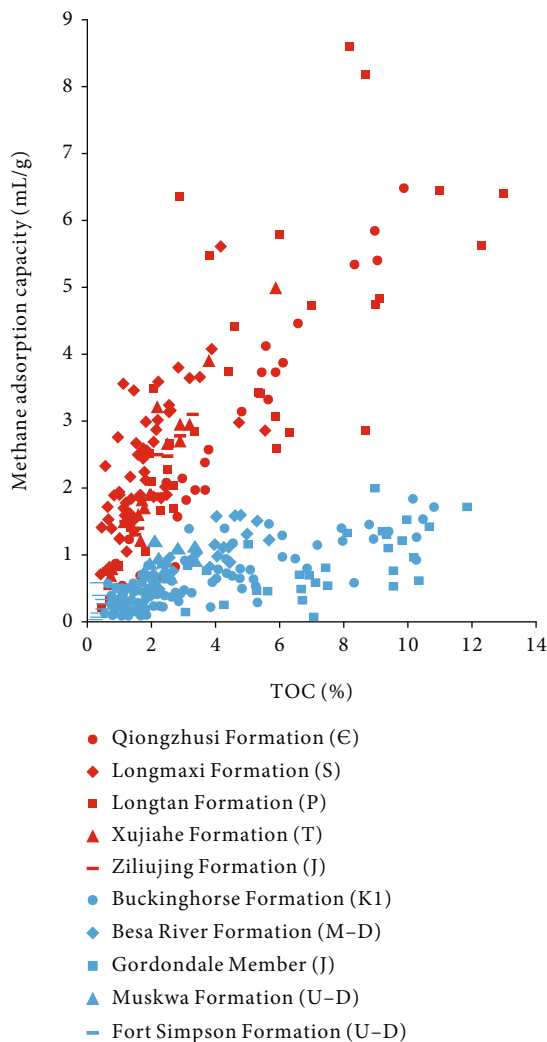 9
8
7
6
5
4
3
2
1
0
Methane adsorption capacity (mL/g)
0 2 4 6 8 10 12 14
TOC (%)
Qiongzhusi Formation (Є)
Longmaxi Formation (S)
Longtan Formation (P)
Xujiahe Formation (T)
Ziliujing Formation (J)
Buckinghorse Formation (K1)
Besa River Formation (M–D)
Gordondale Member (J)
Muskwa Formation (U–D)
Fort Simpson Formation (U–D)